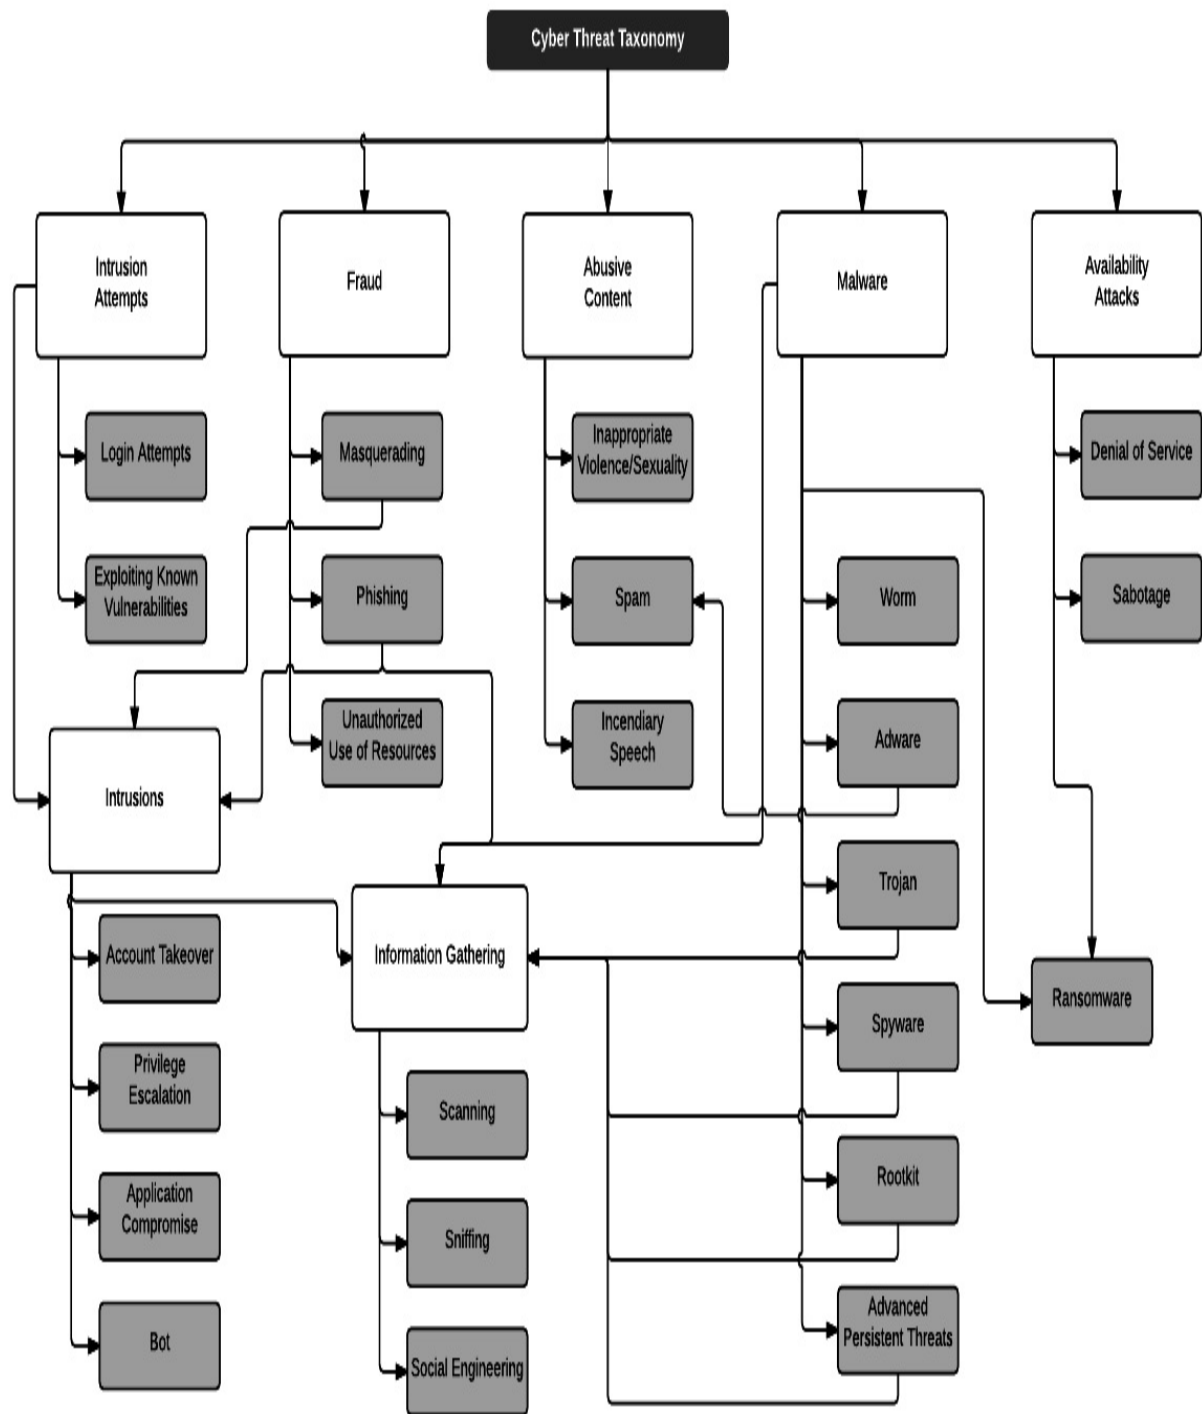 Cyber Threat Taxonomy
Intrusion
Attempts
Fraud
Abusive
Content
Malware
Availability
Attacks
Login Attempts
Masquerading
Inappropriate
Violence/Sexuality
Denial of Service
Exploiting Known
Vulnerabilities
Phishing
Spam
Worm
Sabotage
Unauthorized
Use of Resources
Incendiary
Speech
Adware
Intrusions
Trojan
Account Takeover
Information Gathering
Spyware
Ransomware
Privilege
Escalation
Scanning
Rootkit
Application
Compromise
Sniffing
Advanced
Persistent Threats
Bot
Social Engineering